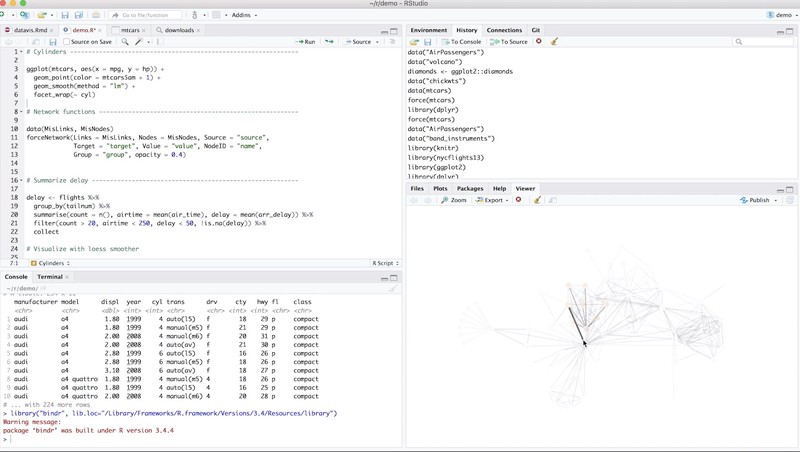 ~/r/demo - RStudio
Go to file/function
Addins
demo
datavis.Rmd
demo.R*
mtcars
downloads
Source on Save
Run
Source
1 # Cylinders
2
3 ggplot(mtcars, aes(x = mpg, y = hp)) +
4 geom_point(color = mtcars$am + 1) +
5 geom_smooth(method = "lm") +
6 facet_wrap(~ cyl)
7
8 # Network functions
9
10 data(MisLinks, MisNodes)
11 forceNetwork(Links = MisLinks, Nodes = MisNodes, Source = "source",
12 Target = "target", Value = "value", NodeID = "name",
13 Group = "group", opacity = 0.4)
14
15
16 # Summarize delay
17
18 delay <- flights %>%
19 group_by(tailnum) %>%
20 summarise(count = n(), airtime = mean(air_time), delay = mean(arr_delay)) %>%
21 filter(count > 20, airtime < 250, delay < 50, !is.na(delay)) %>%
22 collect
23
24 # Visualize with loess smoother
7:1
Cylinders
R Script
Console
Terminal
~/r/demo/
manufacturer model displ year cyl trans drv cty hwy fl class
<chr> <chr> <dbl> <int> <int> <chr> <chr> <int> <int> <chr> <chr>
1 audi a4 1.80 1999 4 auto(l5) f 18 29 p compact
2 audi a4 1.80 1999 4 manual(m5) f 21 29 p compact
3 audi a4 2.00 2008 4 manual(m6) f 20 31 p compact
4 audi a4 2.00 2008 4 auto(av) f 21 30 p compact
5 audi a4 2.80 1999 6 auto(l5) f 16 26 p compact
6 audi a4 2.80 1999 6 manual(m5) f 18 26 p compact
7 audi a4 3.10 2008 6 auto(av) f 18 27 p compact
8 audi a4 quattro 1.80 1999 4 manual(m5) 4 18 26 p compact
9 audi a4 quattro 1.80 1999 4 auto(l5) 4 16 25 p compact
10 audi a4 quattro 2.00 2008 4 manual(m6) 4 20 28 p compact
# ... with 224 more rows
> library("bindr", lib.loc="/Library/Frameworks/R.framework/Versions/3.4/Resources/library")
Warning message:
package "bindr" was built under R version 3.4.4
>
Environment
History
Connections
Git
To Console
To Source
data("AirPassengers")
data("volcano")
diamonds <- ggplot2::diamonds
data("chickwts")
data(mtcars)
force(mtcars)
library(dplyr)
force(mtcars)
data("AirPassengers")
data("band_instruments")
library(knitr)
library(nycflights13)
library(ggplot2)
library(dplyr)
Files
Plots
Packages
Help
Viewer
Zoom
Export
Publish